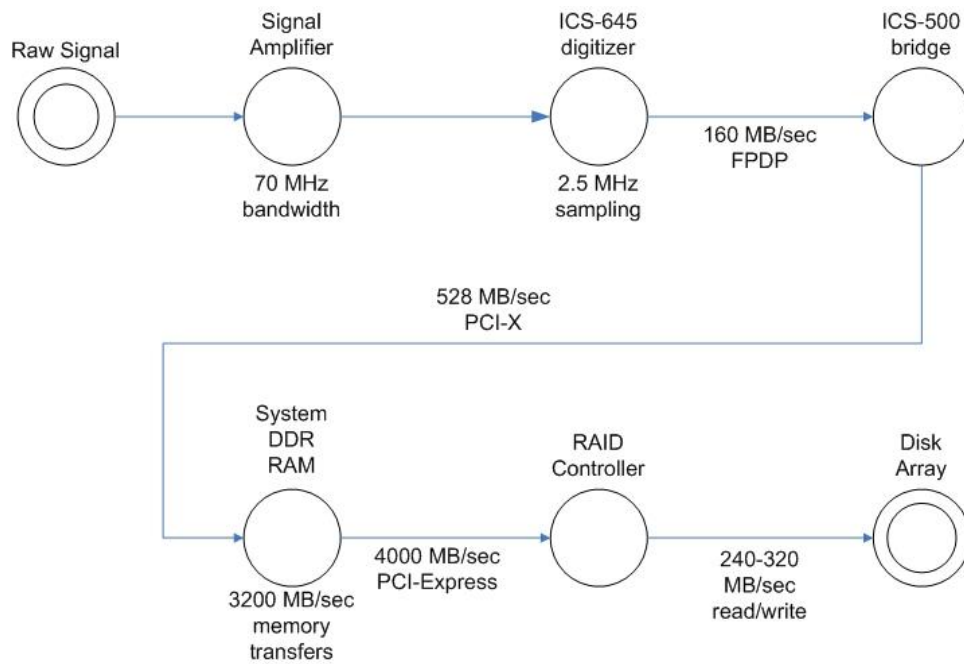 Raw Signal
Signal
Amplifier
70 MHz
bandwidth
ICS-645
digitizer
2.5 MHz
sampling
160 MB/sec
FPDP
ICS-500
bridge
528 MB/sec
PCI-X
System
DDR
RAM
3200 MB/sec
memory
transfers
4000 MB/sec
PCI-Express
RAID
Controller
240-320
MB/sec
read/write
Disk
Array